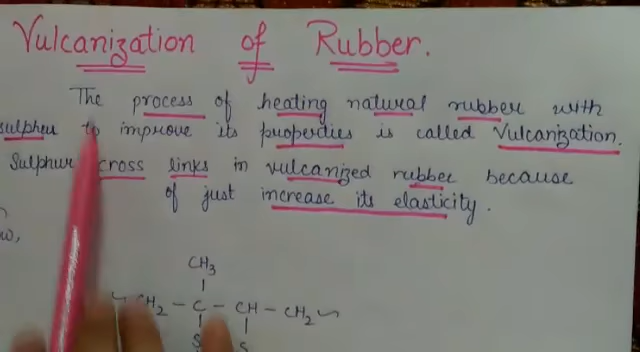 Vulcanization of Rubber.
The process of heating natural rubber with
sulphur to improve its properties is called Vulcanization.
Sulphur cross links in vulcanized rubber because
of just increase its elasticity.
CH3
CH2 - C - CH - CH2
S S